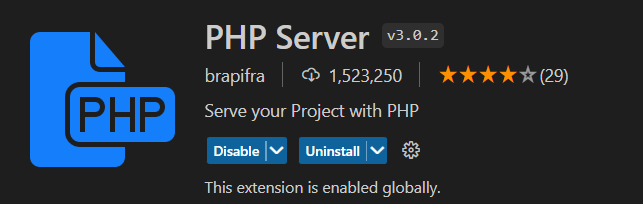 PHP Server v3.0.2
brapifra 1,523,250 (29)
Serve your Project with PHP
Disable Uninstall
This extension is enabled globally.
PHP